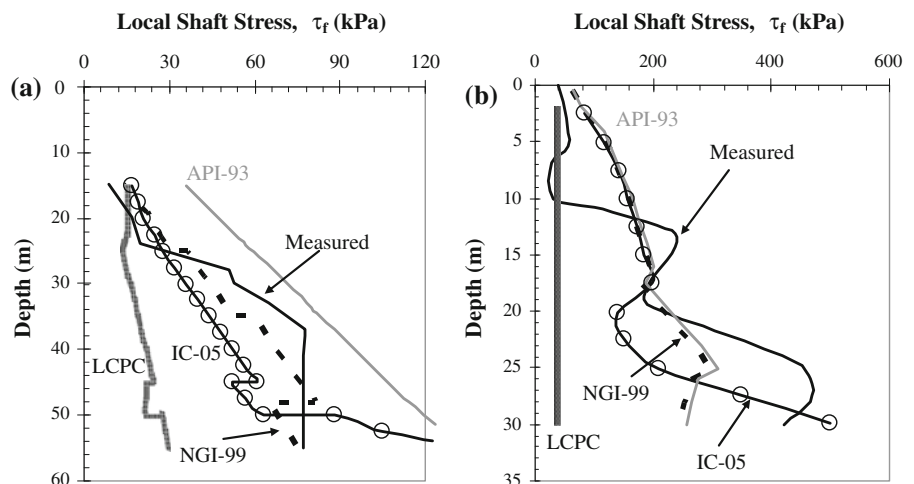 Local Shaft Stress, τf (kPa)
0 30 60 90 120
(a)
Depth (m)
0
10
20
30
40
50
60
API-93
Measured
LCPC
IC-05
NGI-99
Local Shaft Stress, τf (kPa)
0 200 400 600
(b)
Depth (m)
0
5
10
15
20
25
30
35
API-93
Measured
NGI-99
LCPC
IC-05